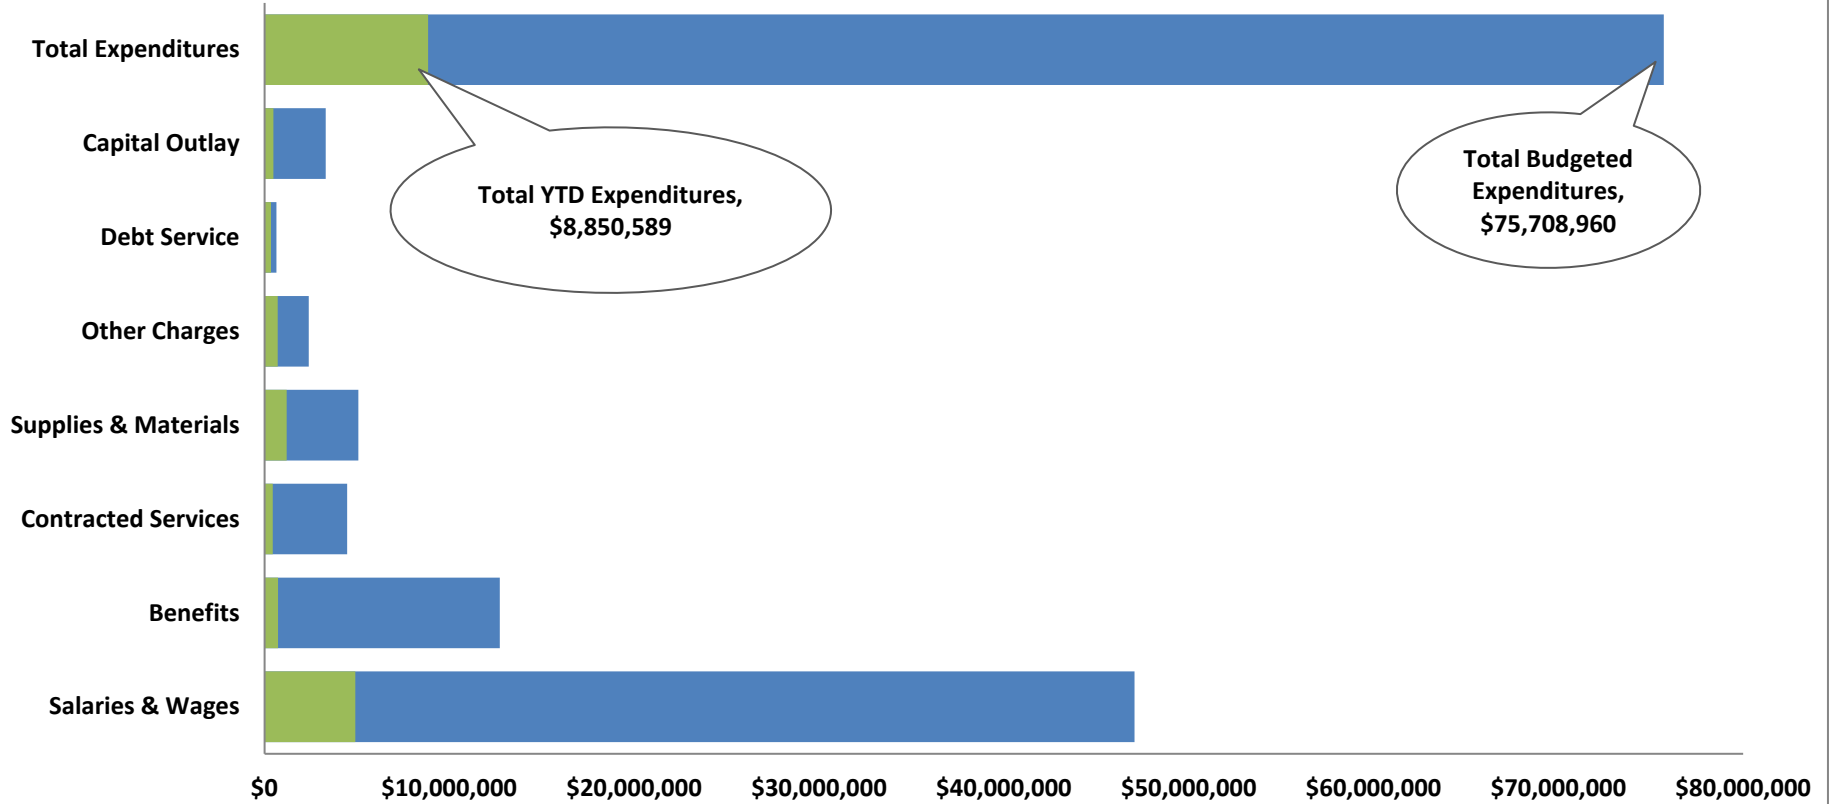 Total Expenditures
Capital Outlay
Debt Service
Other Charges
Supplies & Materials
Contracted Services
Benefits
Salaries & Wages
Total YTD Expenditures,
$8,850,589
Total Budgeted
Expenditures,
$75,708,960
$0 $10,000,000 $20,000,000 $30,000,000 $40,000,000 $50,000,000 $60,000,000 $70,000,000 $80,000,000